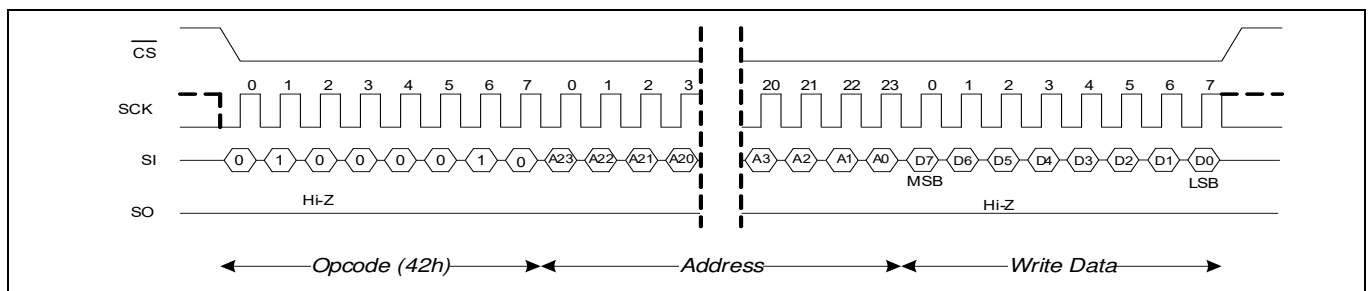 CS
0 1 2 3 4 5 6 7 0 1 2 3 20 21 22 23 0 1 2 3 4 5 6 7
SCK
SI 0 1 0 0 0 0 1 0 A23 A22 A21 A20 A3 A2 A1 A0 D7 D6 D5 D4 D3 D2 D1 D0
MSB LSB
Hi-Z Hi-Z
SO
Opcode (42h) Address Write Data